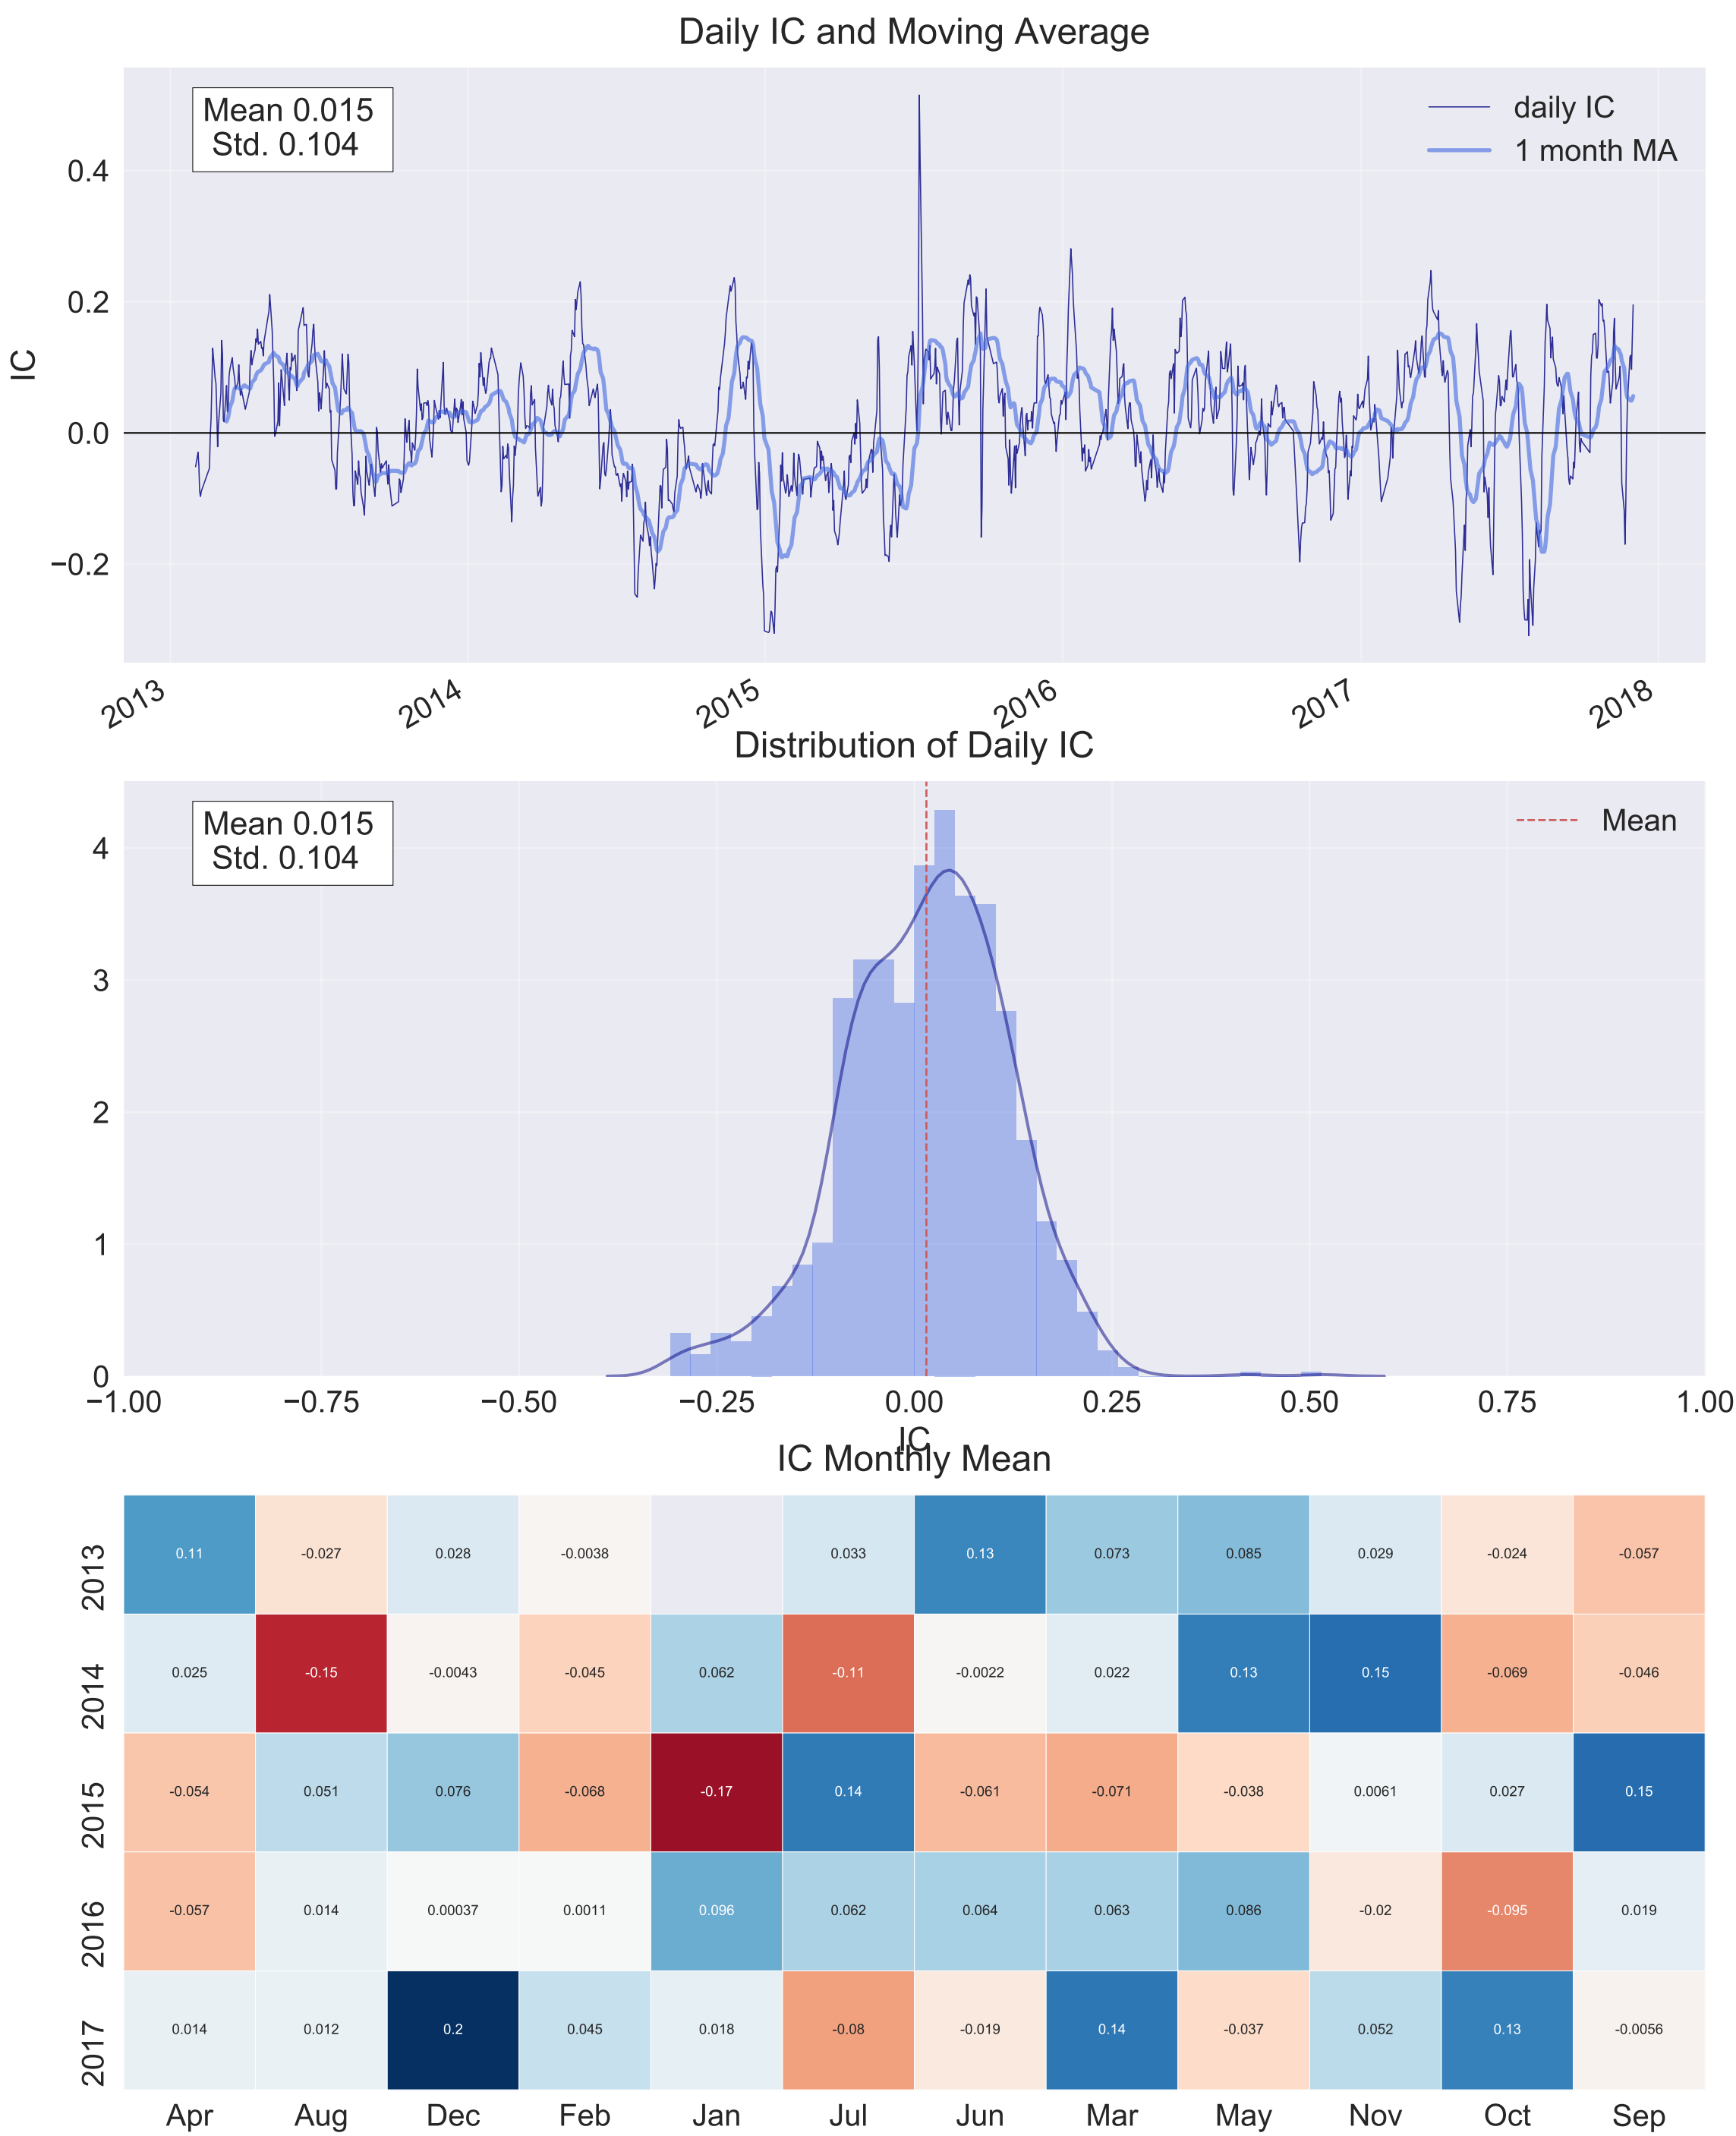 Daily IC and Moving Average
Mean 0.015
Std. 0.104
daily IC
1 month MA
IC
0.4
0.2
0.0
−0.2
2013 2014 2015 2016 2017 2018
Distribution of Daily IC
Mean 0.015
Std. 0.104
Mean
4
3
2
1
0
−1.00 −0.75 −0.50 −0.25 0.00 0.25 0.50 0.75 1.00
IC
IC Monthly Mean
2013 0.11 -0.027 0.028 -0.0038 0.033 0.13 0.073 0.085 0.029 -0.024 -0.057
2014 0.025 -0.15 -0.0043 -0.045 0.062 -0.11 -0.0022 0.022 0.13 0.15 -0.069 -0.046
2015 -0.054 0.051 0.076 -0.068 -0.17 0.14 -0.061 -0.071 -0.038 0.0061 0.027 0.15
2016 -0.057 0.014 0.00037 0.0011 0.096 0.062 0.064 0.063 0.086 -0.02 -0.095 0.019
2017 0.014 0.012 0.2 0.045 0.018 -0.08 -0.019 0.14 -0.037 0.052 0.13 -0.0056
Apr Aug Dec Feb Jan Jul Jun Mar May Nov Oct Sep